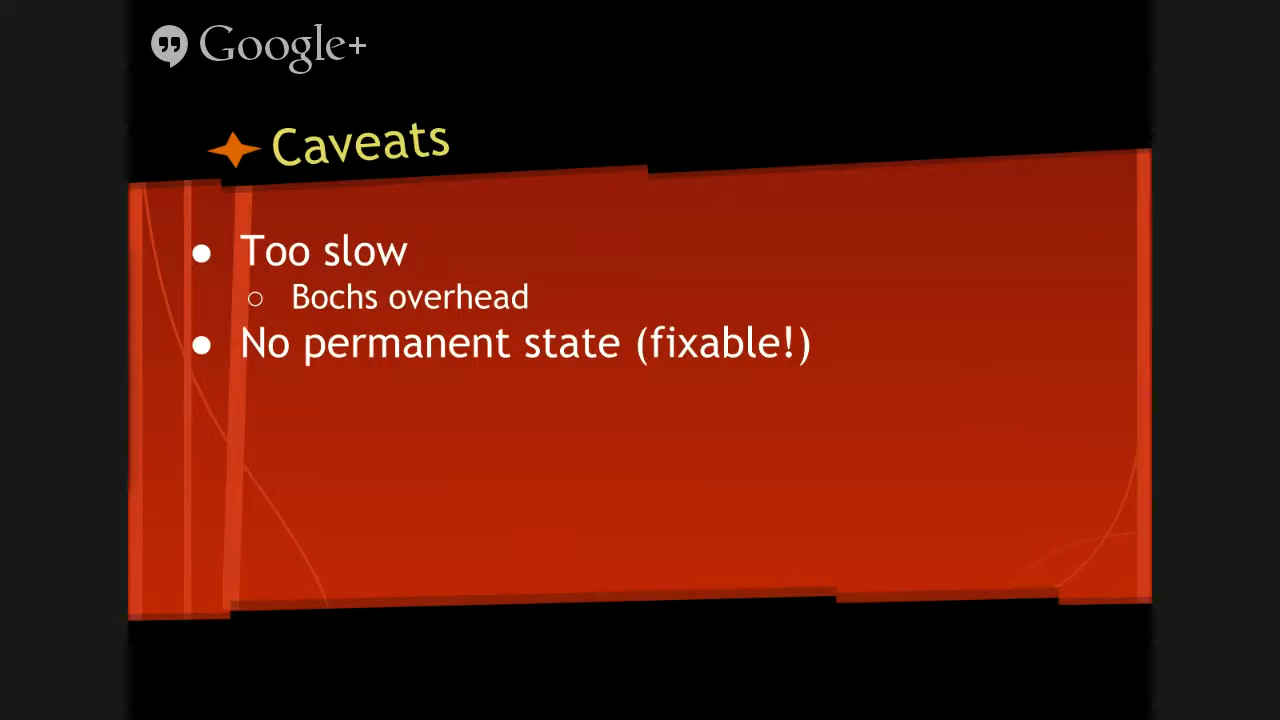 Google+
Caveats
● Too slow
○ Bochs overhead
● No permanent state (fixable!)